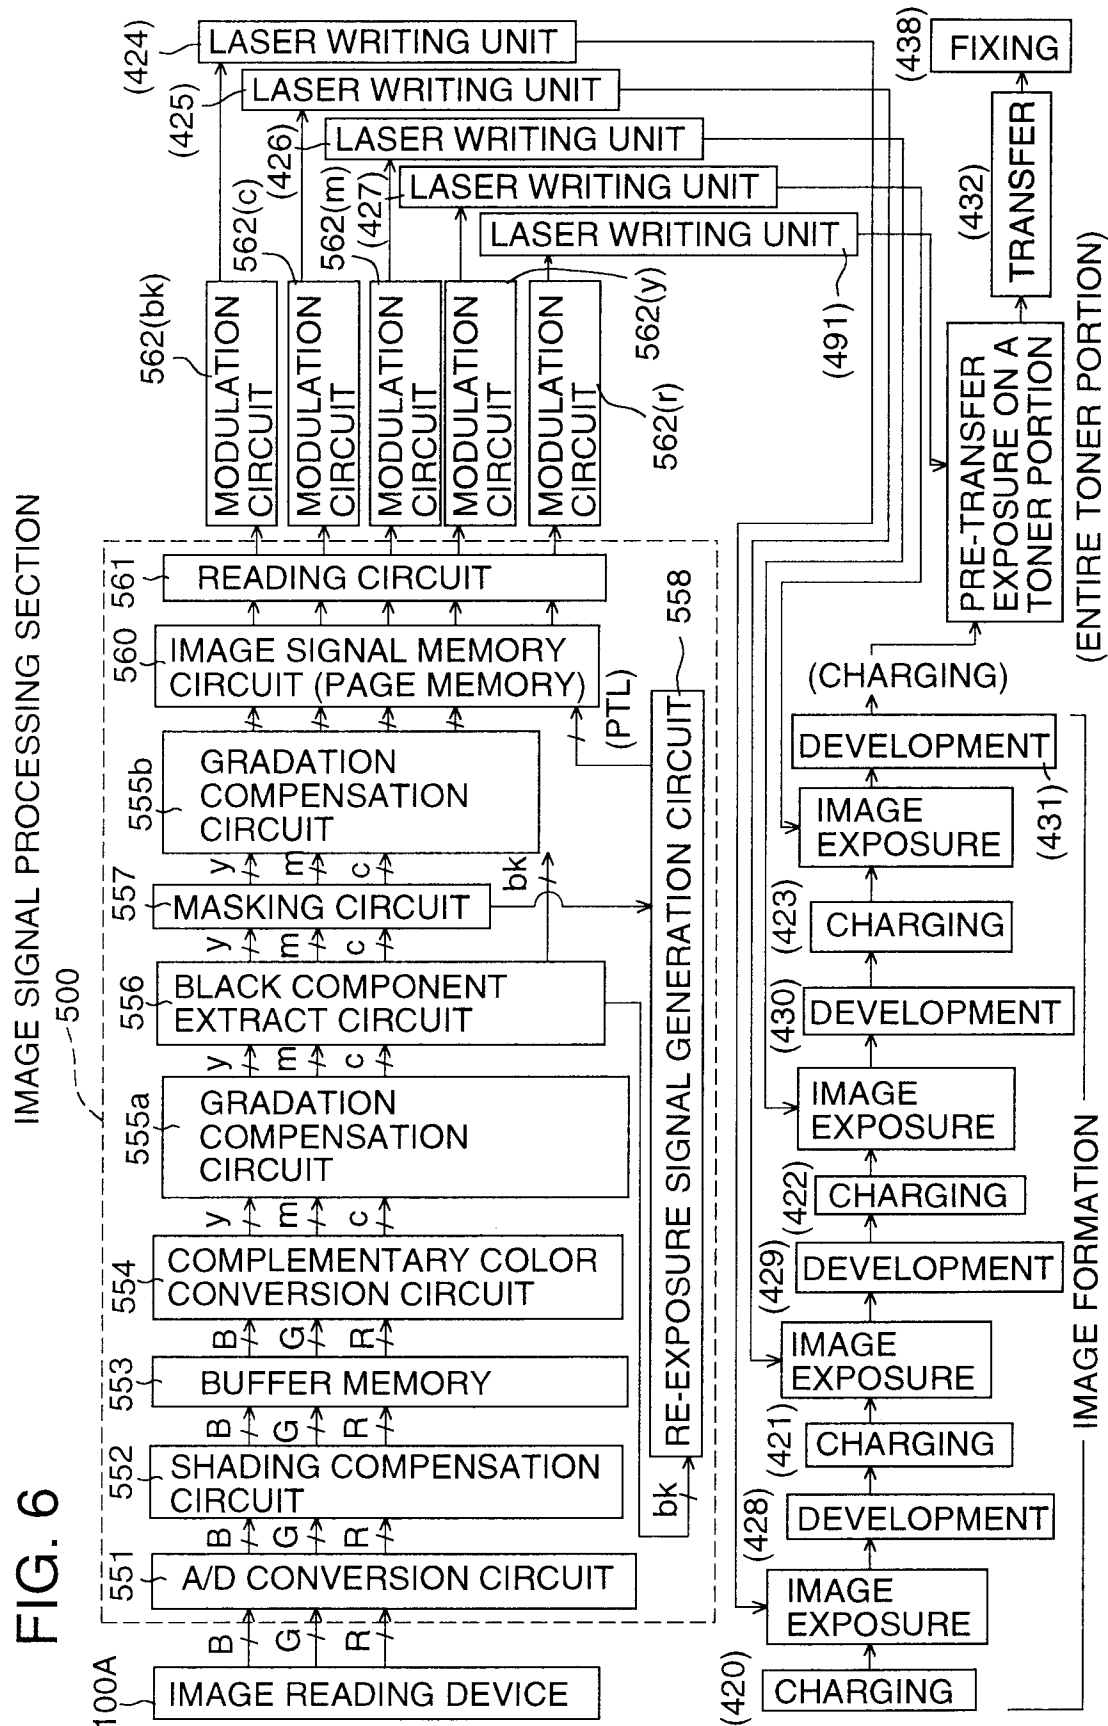 FIG. 6
IMAGE SIGNAL PROCESSING SECTION
500
100A
IMAGE READING DEVICE
B
G
R
551
A/D CONVERSION CIRCUIT
B
G
R
552
SHADING COMPENSATION
CIRCUIT
B
G
R
553
BUFFER MEMORY
B
G
R
554
COMPLEMENTARY COLOR
CONVERSION CIRCUIT
y
m
c
555a
GRADATION
COMPENSATION
CIRCUIT
y
m
c
556
BLACK COMPONENT
EXTRACT CIRCUIT
y
m
c
557
MASKING CIRCUIT
y
m
c
bk
555b
GRADATION
COMPENSATION
CIRCUIT
560
IMAGE SIGNAL MEMORY
CIRCUIT (PAGE MEMORY)
(PTL)
561
READING CIRCUIT
bk
RE-EXPOSURE SIGNAL GENERATION CIRCUIT
558
562(bk)
MODULATION
CIRCUIT
562(c)
MODULATION
CIRCUIT
562(m)
MODULATION
CIRCUIT
562(y)
MODULATION
CIRCUIT
562(r)
MODULATION
CIRCUIT
(424)
LASER WRITING UNIT
(425)
LASER WRITING UNIT
(426)
LASER WRITING UNIT
(427)
LASER WRITING UNIT
LASER WRITING UNIT
(491)
(420)
CHARGING
IMAGE
EXPOSURE
(428)
DEVELOPMENT
(421)
CHARGING
IMAGE
EXPOSURE
(429)
DEVELOPMENT
(422)
CHARGING
IMAGE
EXPOSURE
(430)
DEVELOPMENT
(423)
CHARGING
IMAGE
EXPOSURE
(431)
DEVELOPMENT
(CHARGING)
PRE-TRANSFER
EXPOSURE ON A
TONER PORTION
(ENTIRE TONER PORTION)
(432)
TRANSFER
(438)
FIXING
IMAGE FORMATION